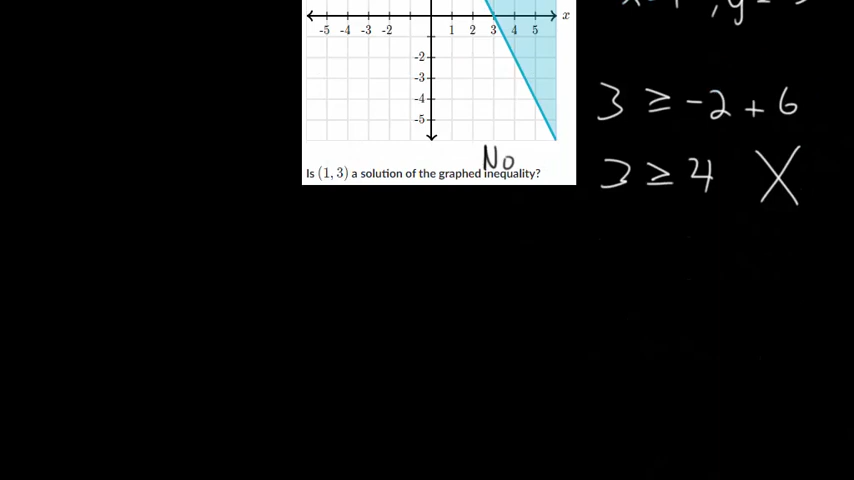 x
-5 -4 -3 -2 1 2 3 4 5
-2
-3
-4
-5
No
Is (1, 3) a solution of the graphed inequality?
3 ≥ -2 + 6
3 ≥ 4 X